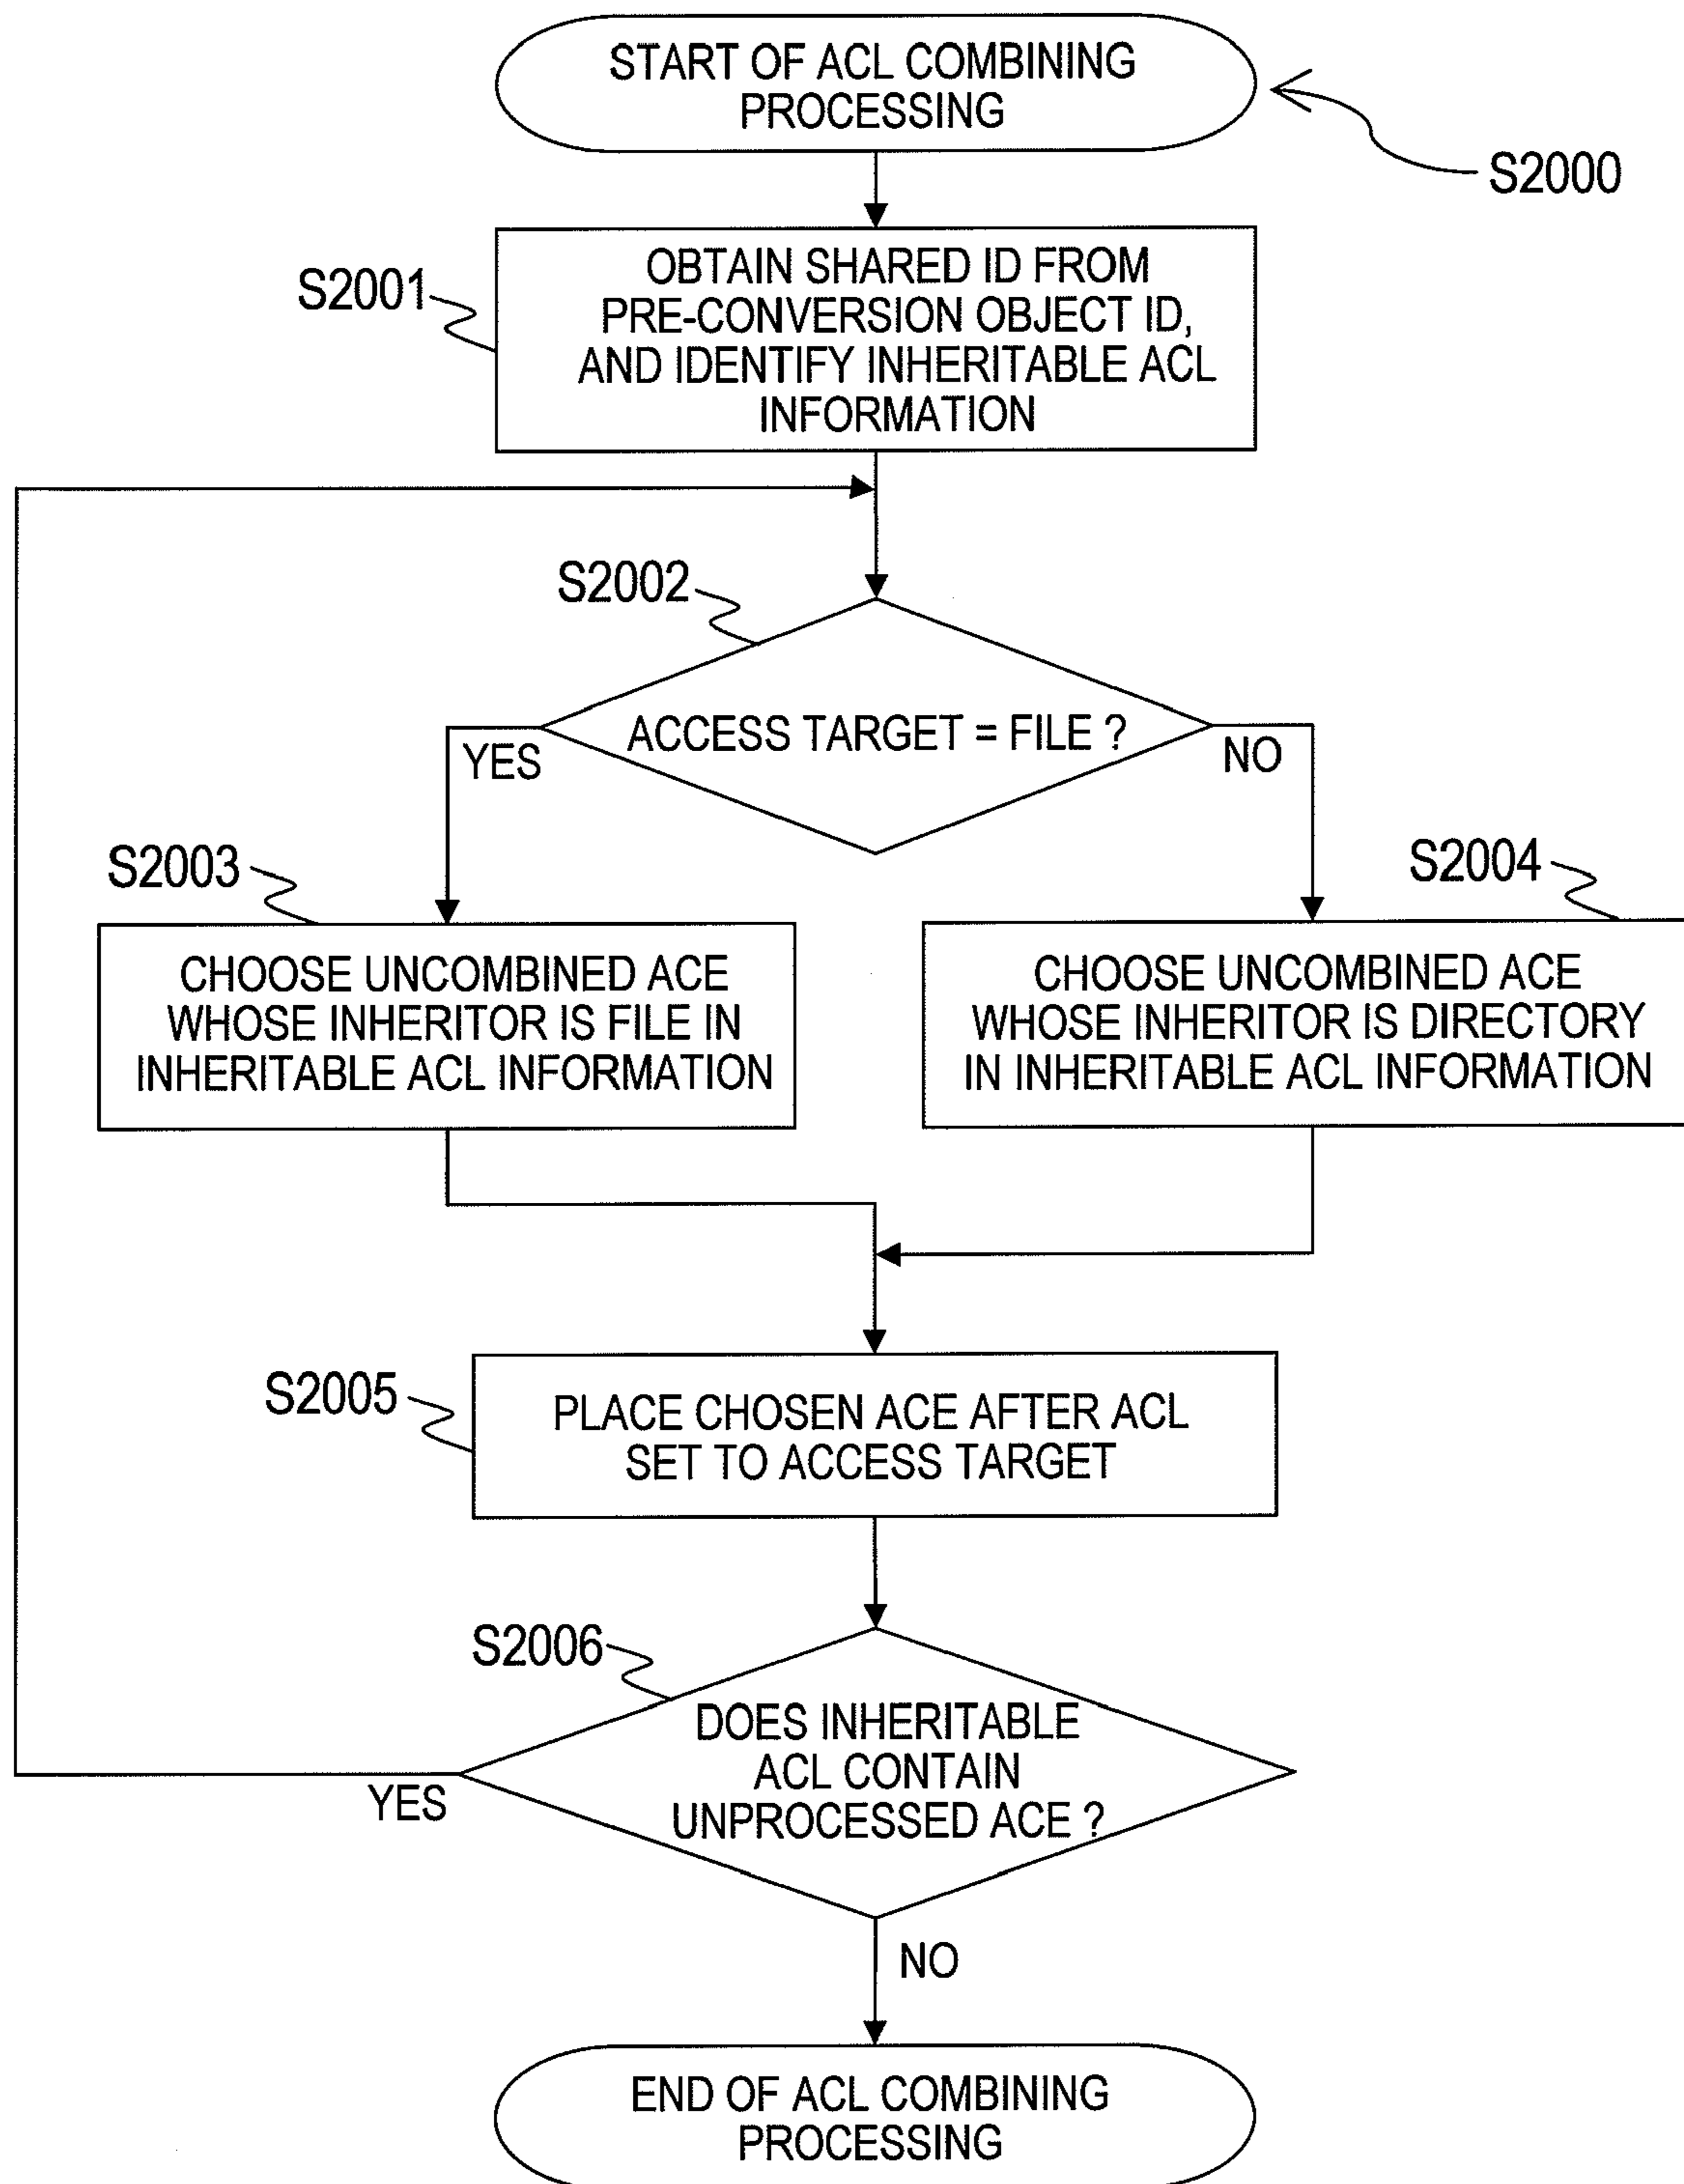 START OF ACL COMBINING
PROCESSING
S2000
S2001
OBTAIN SHARED ID FROM
PRE-CONVERSION OBJECT ID,
AND IDENTIFY INHERITABLE ACL
INFORMATION
S2002
ACCESS TARGET = FILE ?
YES
NO
S2003
S2004
CHOOSE UNCOMBINED ACE
WHOSE INHERITOR IS FILE IN
INHERITABLE ACL INFORMATION
CHOOSE UNCOMBINED ACE
WHOSE INHERITOR IS DIRECTORY
IN INHERITABLE ACL INFORMATION
S2005
PLACE CHOSEN ACE AFTER ACL
SET TO ACCESS TARGET
S2006
DOES INHERITABLE
ACL CONTAIN
UNPROCESSED ACE ?
YES
NO
END OF ACL COMBINING
PROCESSING